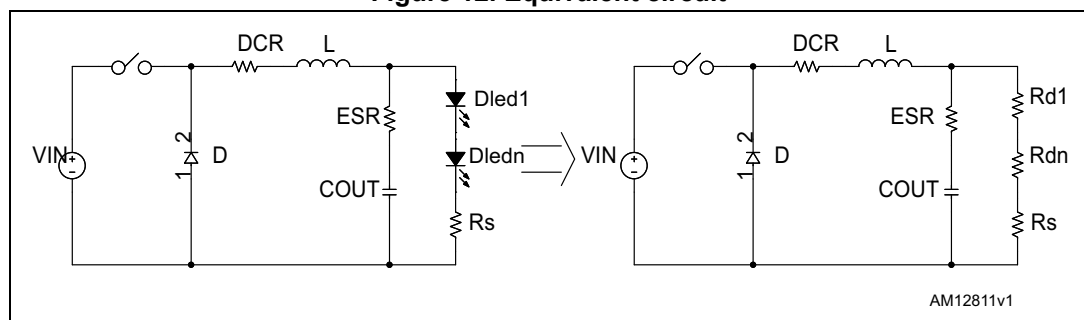 Figure 12. Equivalent circuit
DCR L
Dled1
ESR
VIN
2
1
D
Dledn
COUT
Rs
DCR L
Rd1
ESR
VIN
2
1
D
Rdn
COUT
Rs
AM12811v1